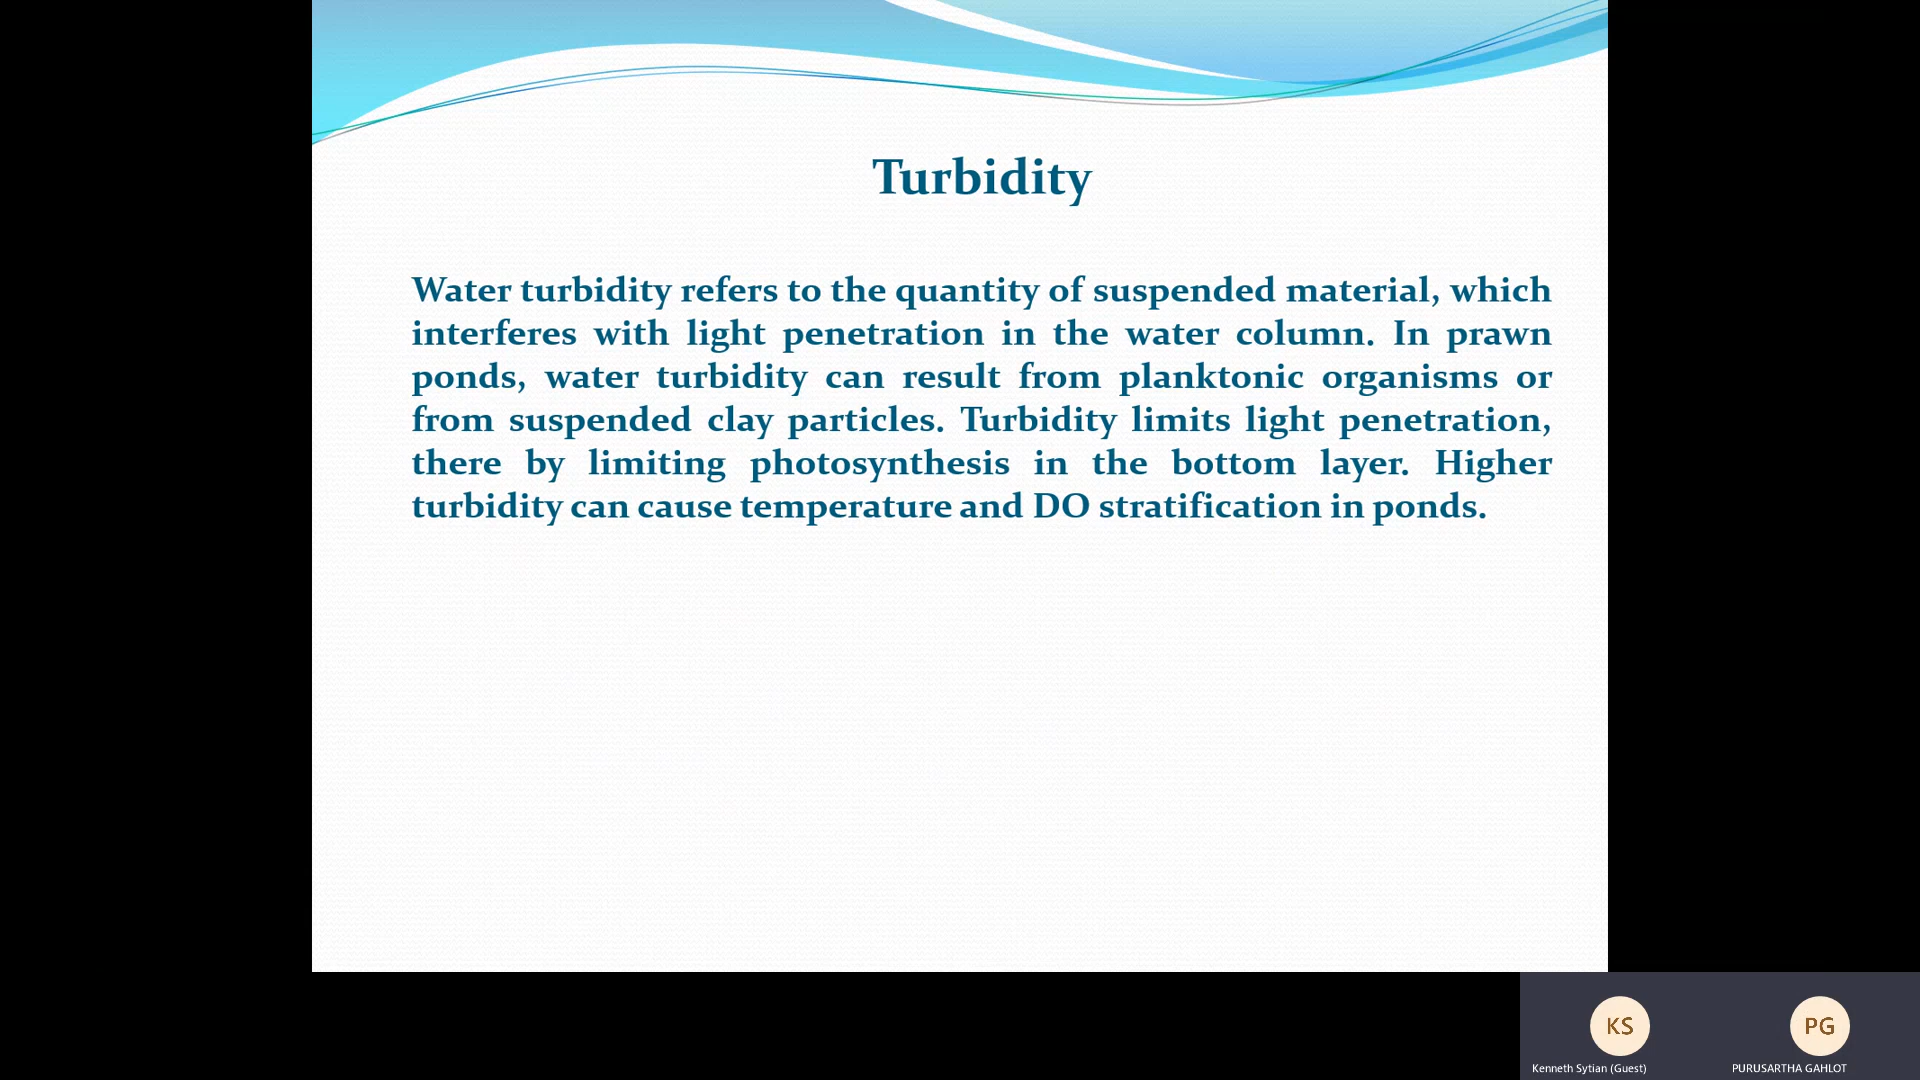 Turbidity
Water turbidity refers to the quantity of suspended material, which
interferes with light penetration in the water column. In prawn
ponds, water turbidity can result from planktonic organisms or
from suspended clay particles. Turbidity limits light penetration,
there by limiting photosynthesis in the bottom layer. Higher
turbidity can cause temperature and DO stratification in ponds.
KS
PG
Kenneth Sytian (Guest)
PURUSARTHA GAHLOT